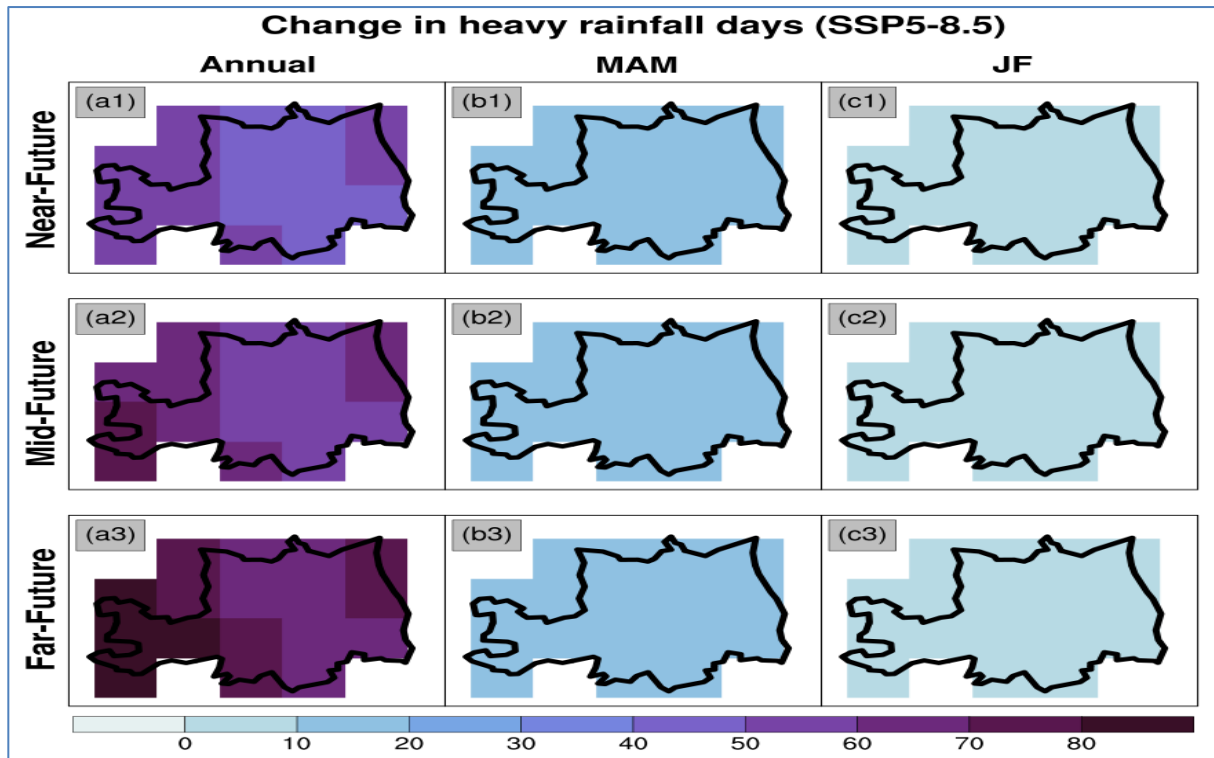 Change in heavy rainfall days (SSP5-8.5)
Annual MAM JF
Near-Future
(a1) (b1) (c1)
Mid-Future
(a2) (b2) (c2)
Far-Future
(a3) (b3) (c3)
0 10 20 30 40 50 60 70 80